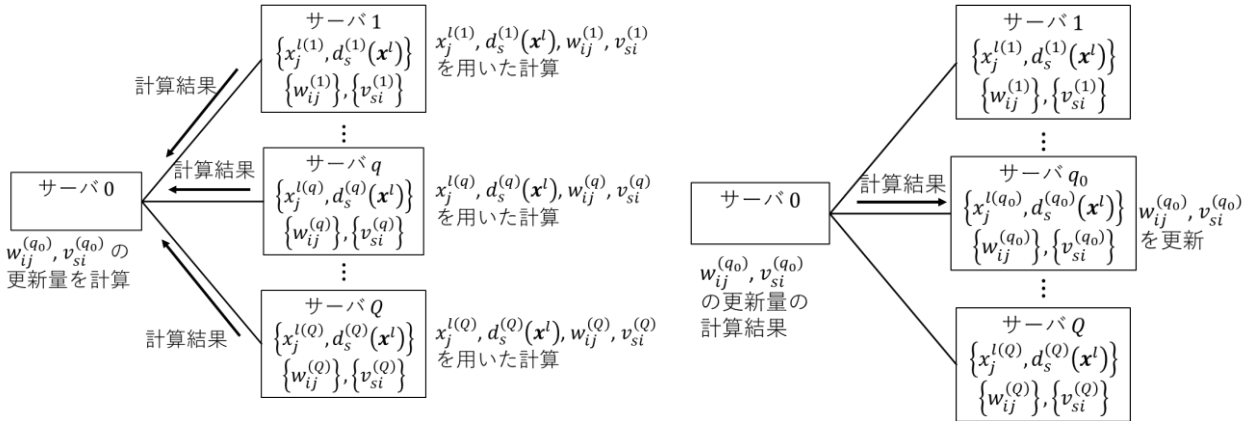 サーバ 1
{x_j^{l(1)}, d_s^{(1)}(x^l)}
{w_{ij}^{(1)}}, {v_{si}^{(1)}}
x_j^{l(1)}, d_s^{(1)}(x^l), w_{ij}^{(1)}, v_{si}^{(1)}
を用いた計算
計算結果
⋮
サーバ q
{x_j^{l(q)}, d_s^{(q)}(x^l)}
{w_{ij}^{(q)}}, {v_{si}^{(q)}}
x_j^{l(q)}, d_s^{(q)}(x^l), w_{ij}^{(q)}, v_{si}^{(q)}
を用いた計算
計算結果
サーバ 0
w_{ij}^{(q_0)}, v_{si}^{(q_0)} の
更新量を計算
⋮
サーバ Q
{x_j^{l(Q)}, d_s^{(Q)}(x^l)}
{w_{ij}^{(Q)}}, {v_{si}^{(Q)}}
x_j^{l(Q)}, d_s^{(Q)}(x^l), w_{ij}^{(Q)}, v_{si}^{(Q)}
を用いた計算
計算結果
サーバ 1
{x_j^{l(1)}, d_s^{(1)}(x^l)}
{w_{ij}^{(1)}}, {v_{si}^{(1)}}
⋮
サーバ q_0
{x_j^{l(q_0)}, d_s^{(q_0)}(x^l)}
{w_{ij}^{(q_0)}}, {v_{si}^{(q_0)}}
w_{ij}^{(q_0)}, v_{si}^{(q_0)}
を更新
計算結果
サーバ 0
w_{ij}^{(q_0)}, v_{si}^{(q_0)}
の更新量の
計算結果
⋮
サーバ Q
{x_j^{l(Q)}, d_s^{(Q)}(x^l)}
{w_{ij}^{(Q)}}, {v_{si}^{(Q)}}